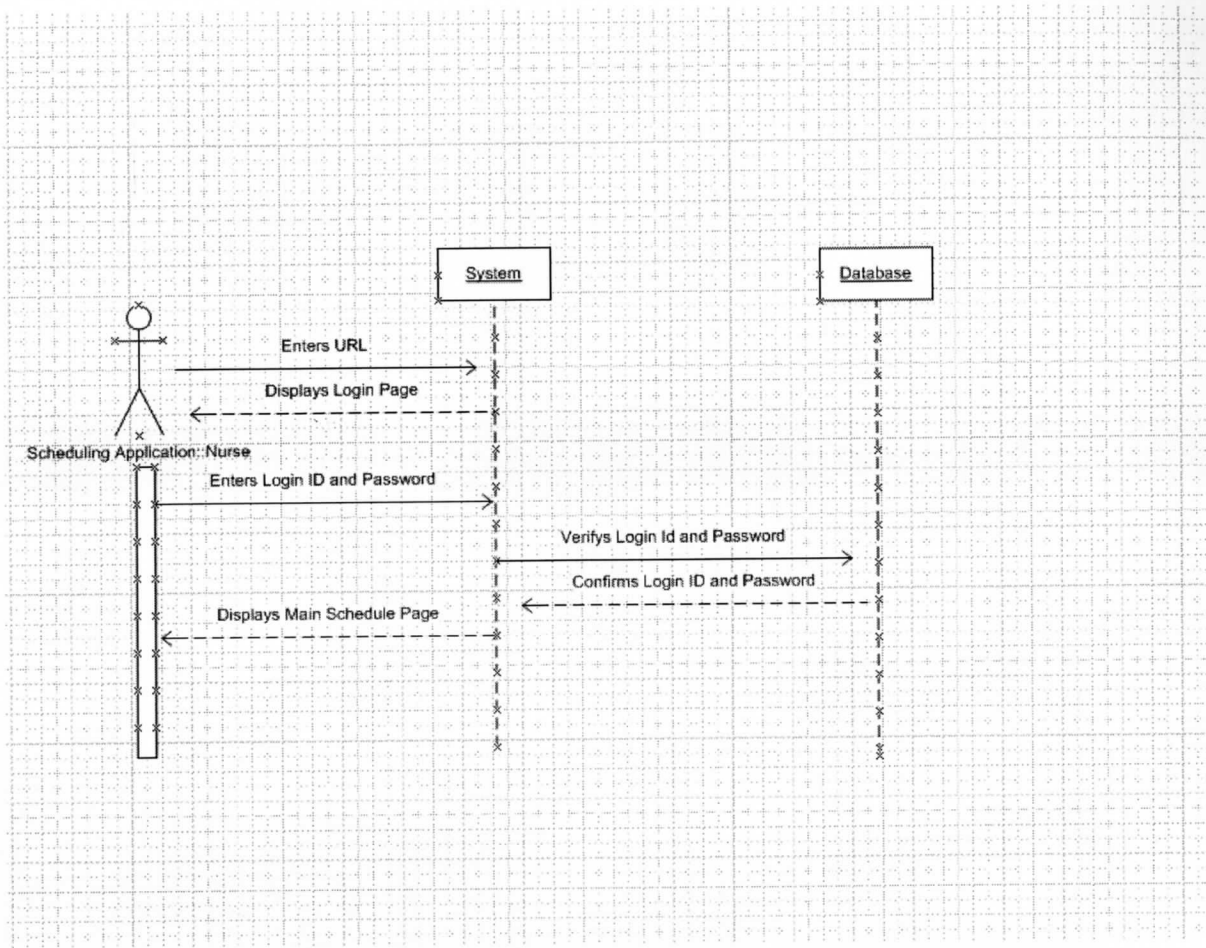 System
Database
Enters URL
Displays Login Page
Scheduling Application::Nurse
Enters Login ID and Password
Verifys Login Id and Password
Confirms Login ID and Password
Displays Main Schedule Page